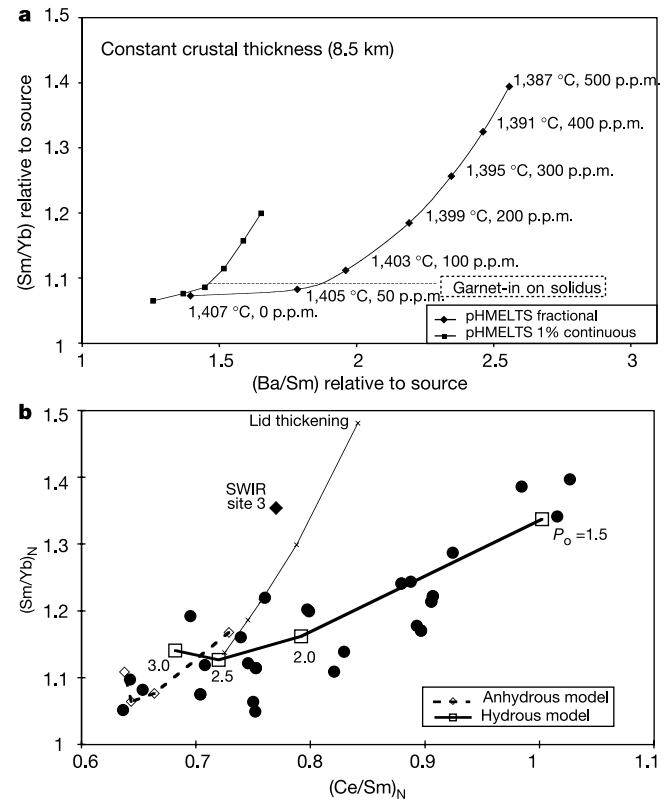 a
1.5
Constant crustal thickness (8.5 km)
1,387 °C, 500 p.p.m.
1.4
1,391 °C, 400 p.p.m.
1.3
1,395 °C, 300 p.p.m.
(Sm/Yb) relative to source
1.2
1,399 °C, 200 p.p.m.
1,403 °C, 100 p.p.m.
1.1
1,405 °C, 50 p.p.m.
Garnet-in on solidus
1,407 °C, 0 p.p.m.
pHMELTS fractional
pHMELTS 1% continuous
1
1 1.5 2 2.5 3
(Ba/Sm) relative to source
b
1.5
Lid thickening
1.4
SWIR
site 3
Po =1.5
1.3
(Sm/Yb)N
1.2
3.0
2.5
2.0
1.1
Anhydrous model
Hydrous model
1
0.6 0.7 0.8 0.9 1 1.1
(Ce/Sm)N